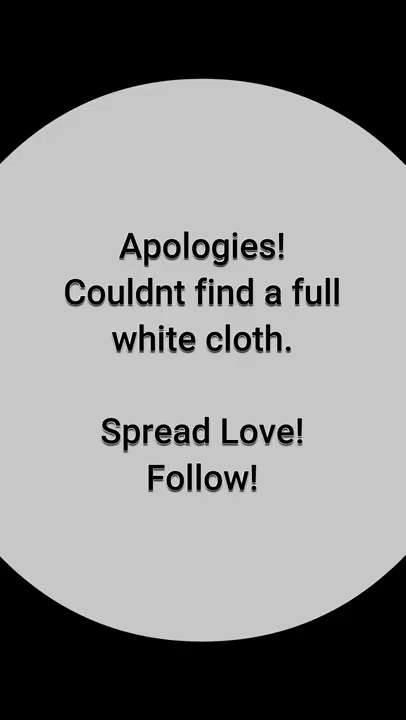 Apologies!
Couldnt find a full
white cloth.
Spread Love!
Follow!